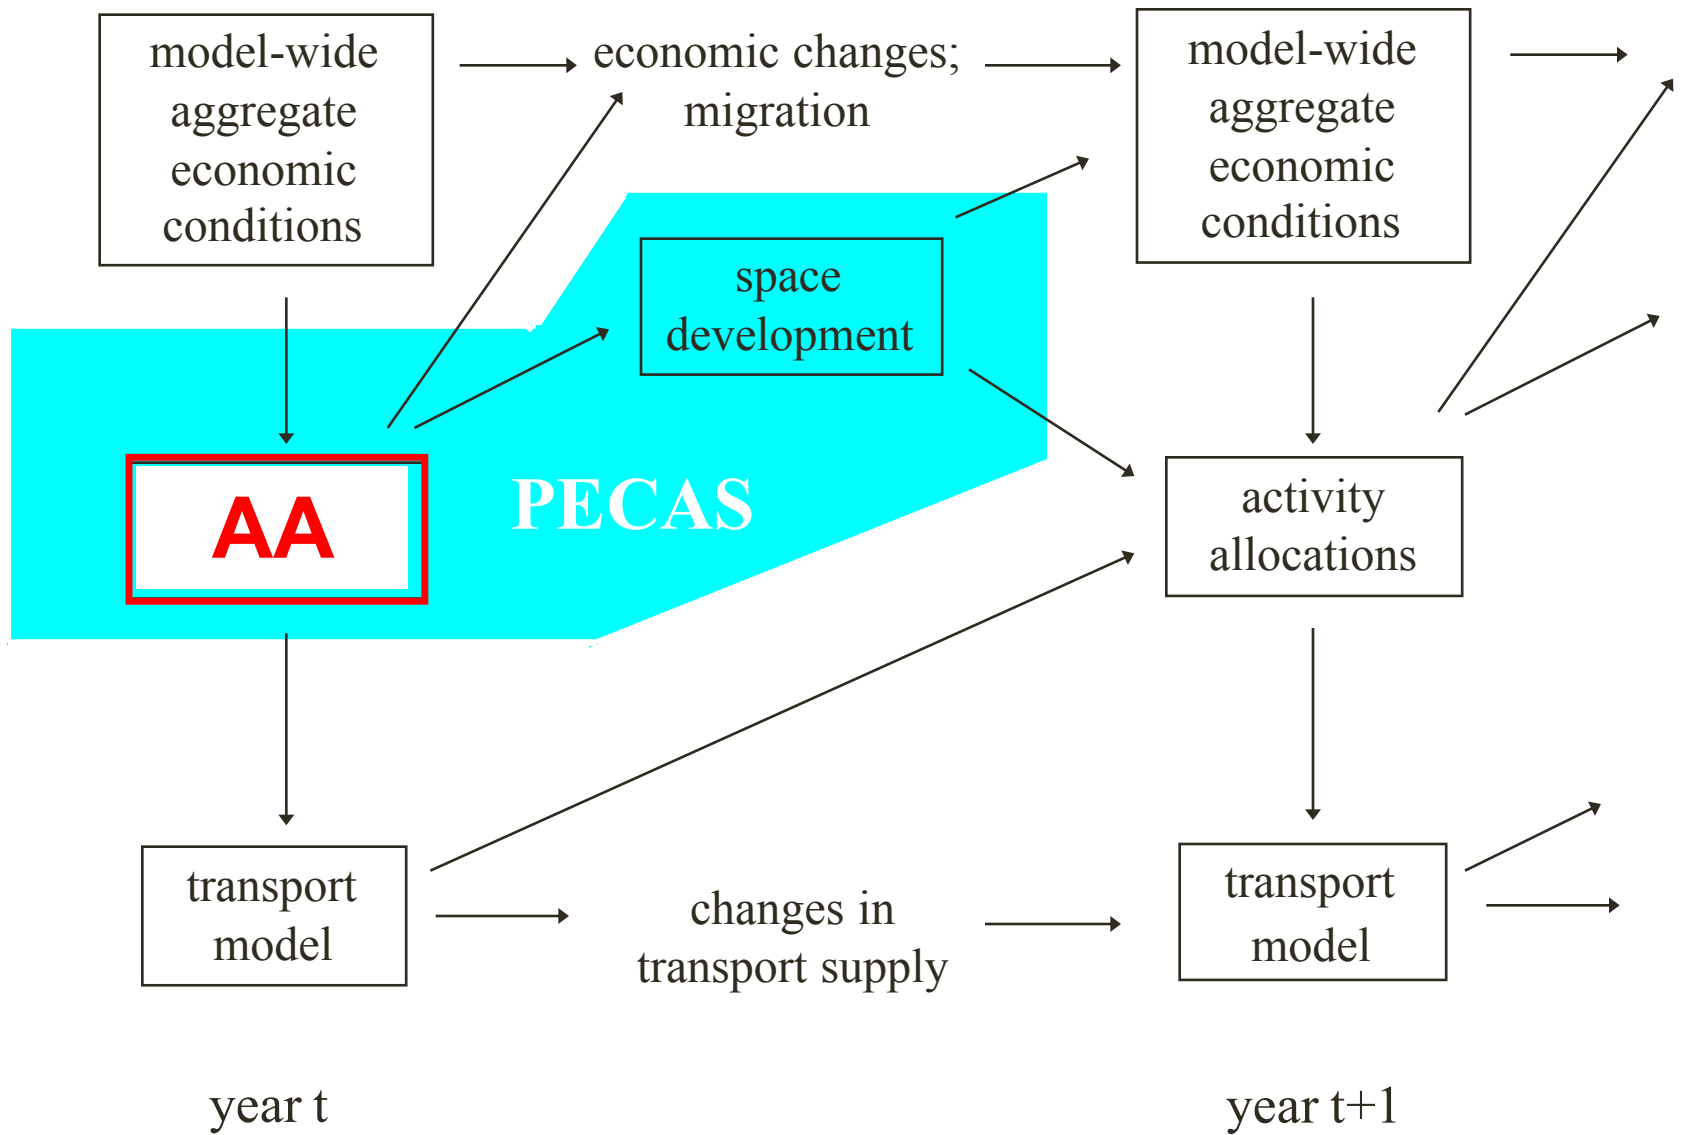 model-wide
aggregate
economic
conditions
economic changes;
migration
model-wide
aggregate
economic
conditions
space
development
AA
PECAS
activity
allocations
transport
model
changes in
transport supply
transport
model
year t
year t+1